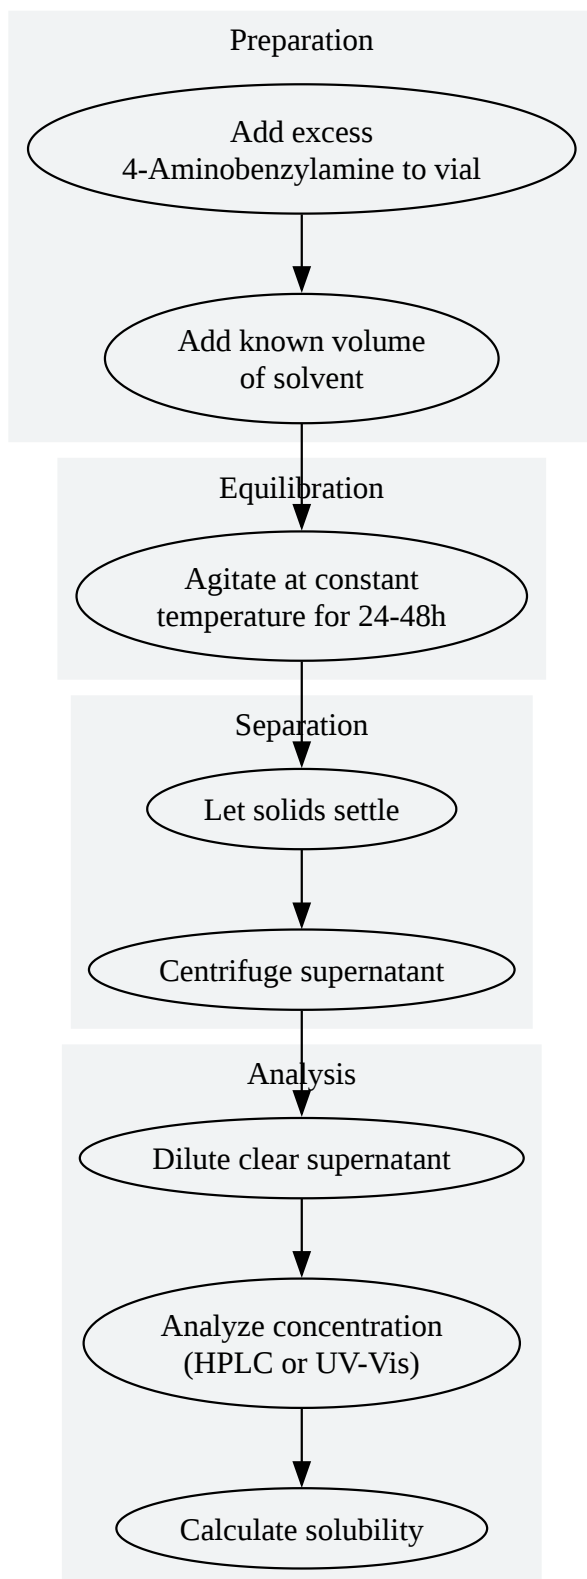 Preparation
Add excess
4-Aminobenzylamine to vial
Add known volume
of solvent
Equilibration
Agitate at constant
temperature for 24-48h
Separation
Let solids settle
Centrifuge supernatant
Analysis
Dilute clear supernatant
Analyze concentration
(HPLC or UV-Vis)
Calculate solubility